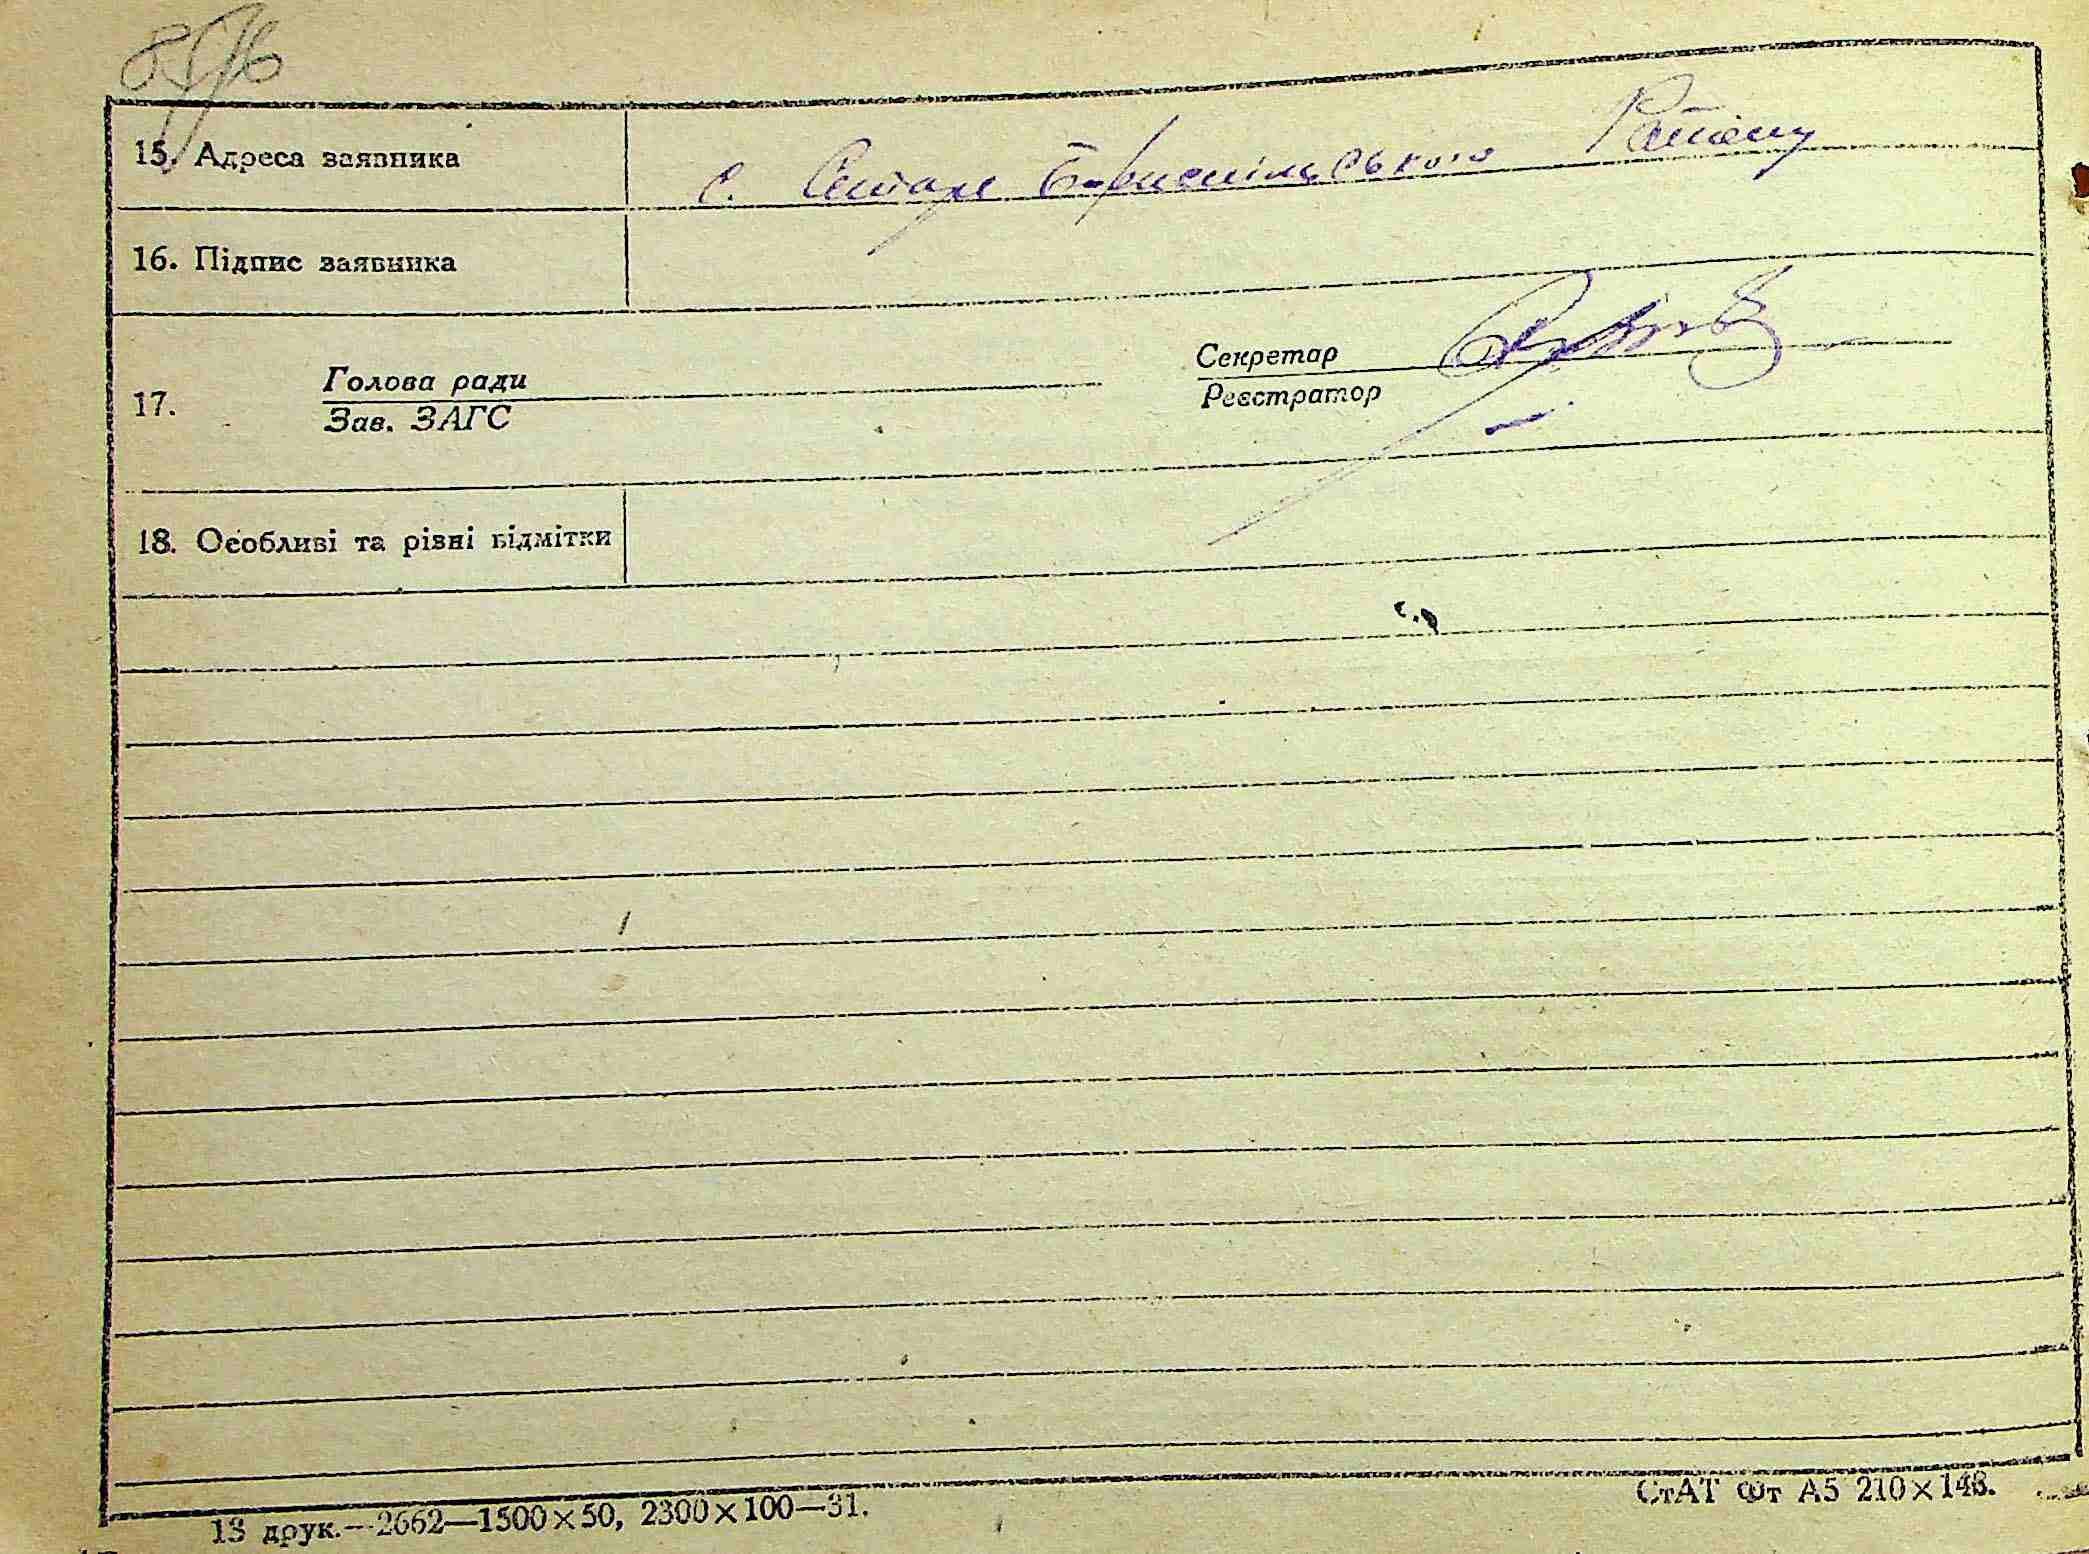 15. Адреса заявника с. Старе Бориспільського Району
16. Підпис заявника
Секретар
Голова ради
17.
Реєстратор
Зав. ЗАГС
18. Особливі та різні відмітки
13 друк.—2662—1500×50, 2300×100—31.
СтАТ Фт А5 210×148.